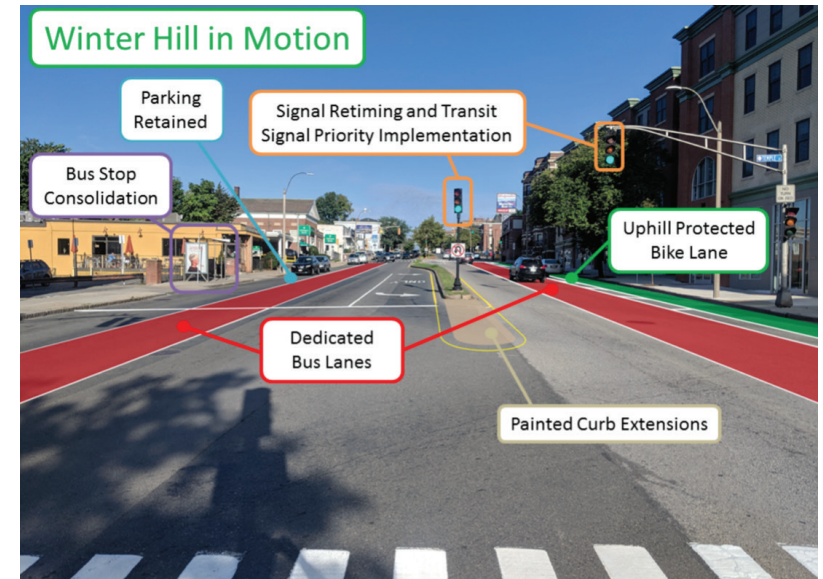 Winter Hill in Motion
Parking
Retained
Signal Retiming and Transit
Signal Priority Implementation
Bus Stop
Consolidation
Uphill Protected
Bike Lane
Dedicated
Bus Lanes
Painted Curb Extensions